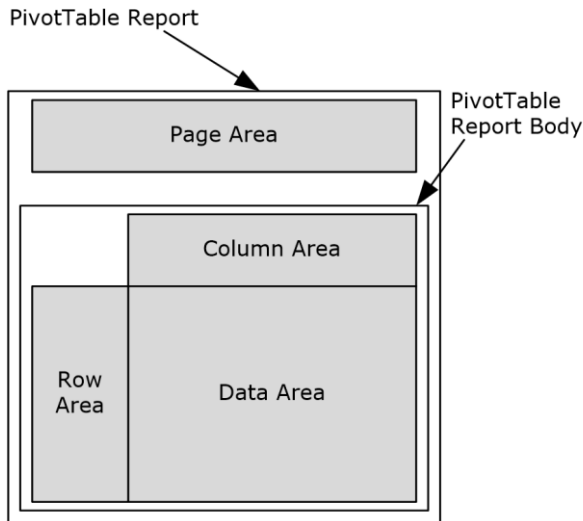 PivotTable Report
PivotTable
Report Body
Page Area
Column Area
Row
Area
Data Area